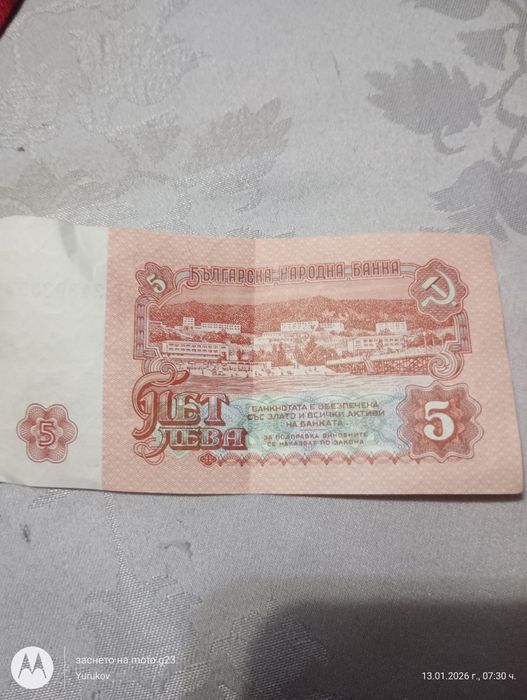 5 БЪЛГАРСКА НАРОДНА БАНКА
ПЕТ
ЛЕВА
БАНКНОТАТА Е ОБЕЗПЕЧЕНА
СЪС ЗЛАТО И ВСИЧКИ АКТИВИ
НА БАНКАТА
ЗА ПОДПРАВКА ВИНОВНИТЕ
СЕ НАКАЗВАТ ПО ЗАКОНА
5
5
заснето на moto g23
Yurukov
13.01.2026 г., 07:30 ч.